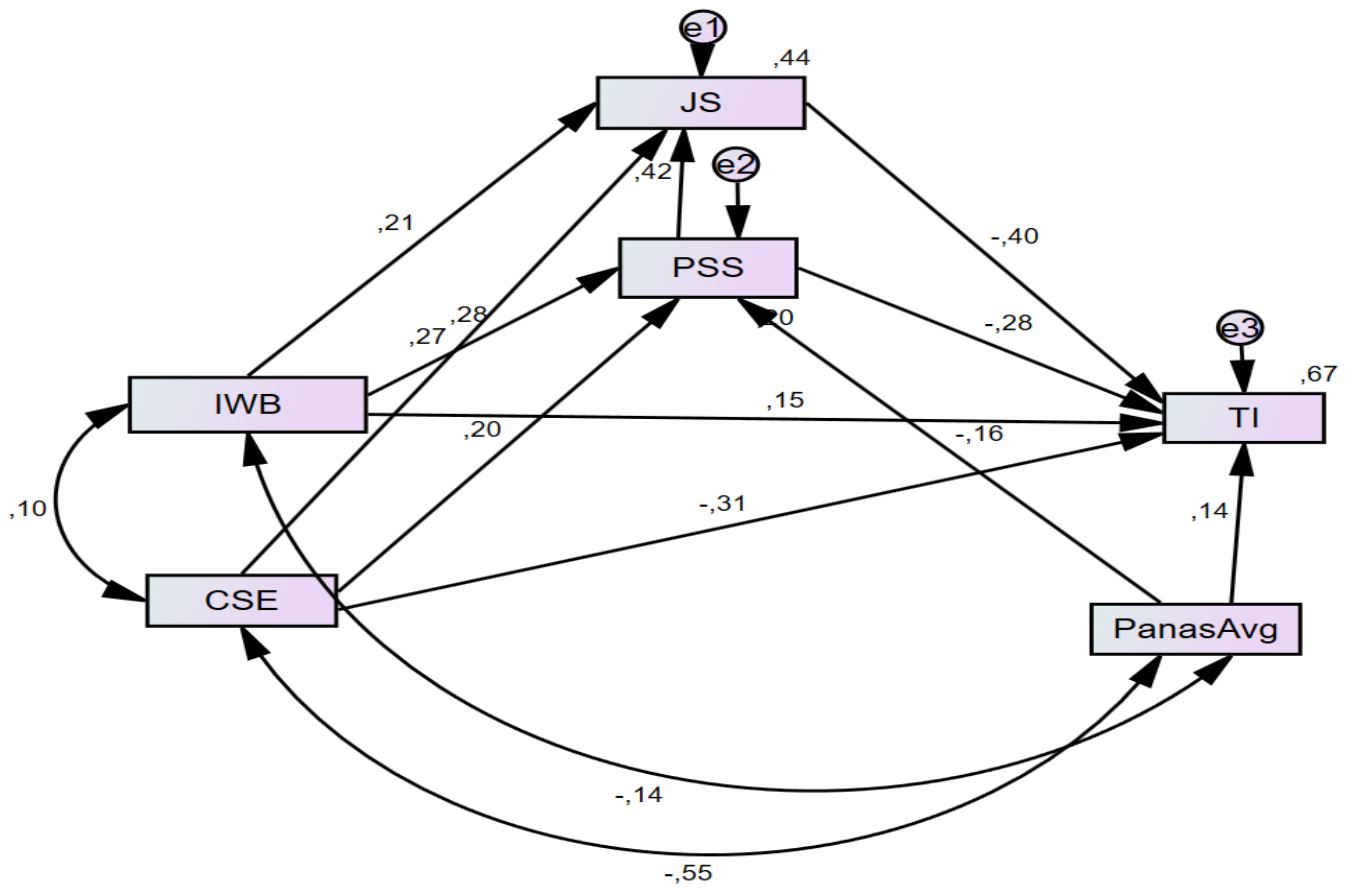 e1
,44
JS
e2
,42
,21
-,40
PSS
,28
,27
,20
-,28
e3
,67
IWB
,15
TI
,20
-,16
,10
-,31
,14
CSE
PanasAvg
-,14
-,55